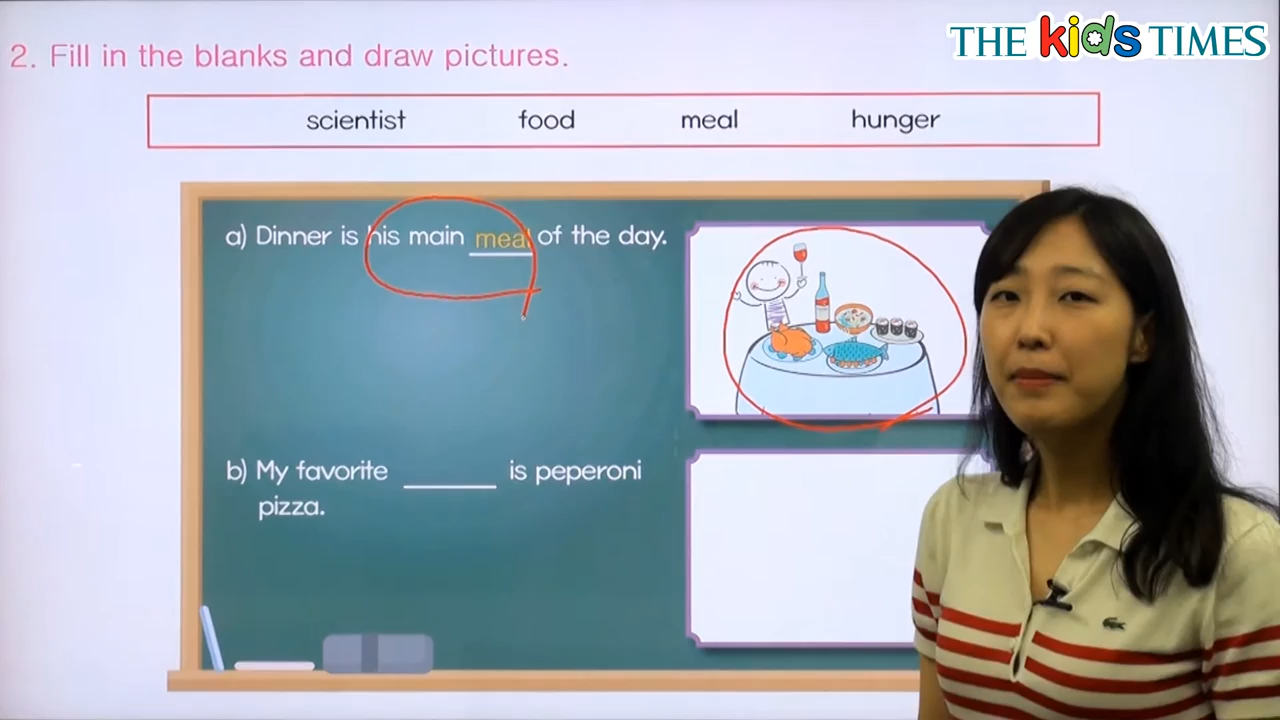 THE kids TIMES
2. Fill in the blanks and draw pictures.
scientist food meal hunger
a) Dinner is his main meal of the day.
b) My favorite ______ is peperoni
pizza.